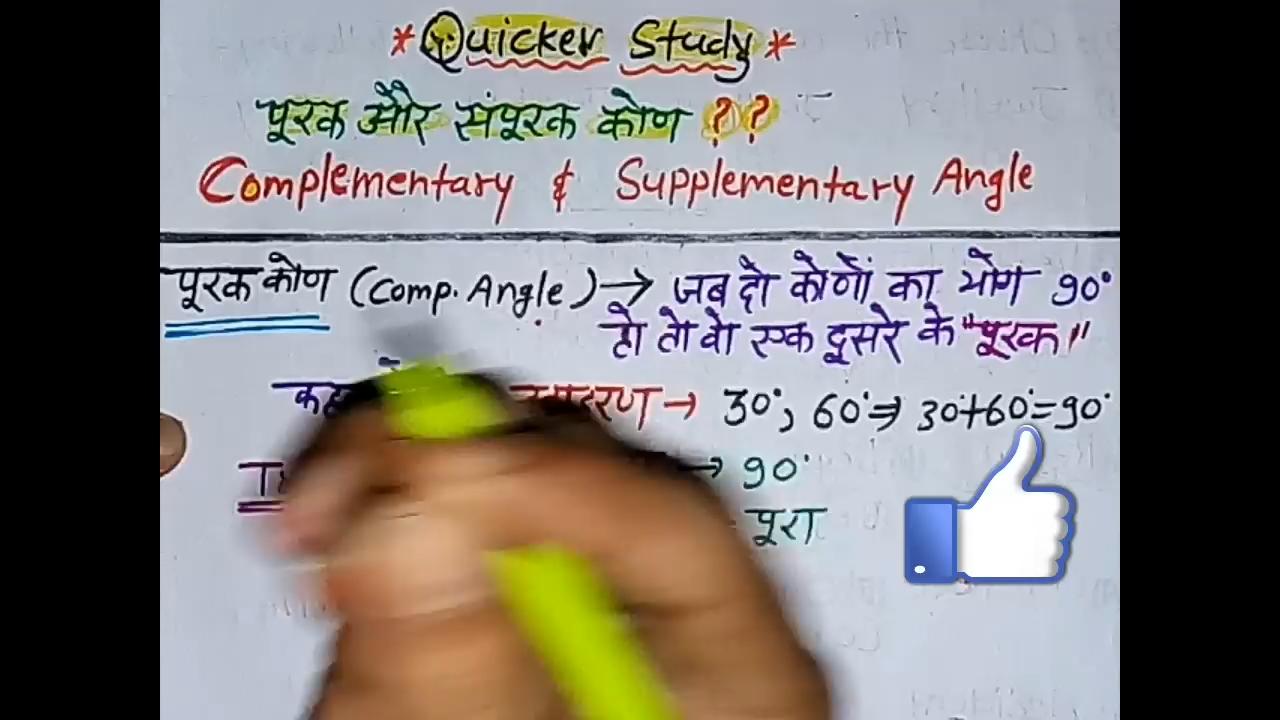 * Quicker Study *
पूरक और संपूरक कोण ??
Complementary & Supplementary Angle
पूरक कोण (Comp. Angle) → जब दो कोणों का योग 90°
हो तो वो एक दूसरे के "पूरक"
→ 30°, 60° ⇒ 30°+60°=90°
→ 90°
पूरा